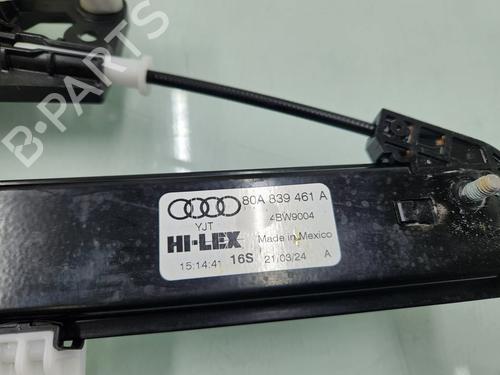 B-PARTS
80A 839 461 A
YJT 4BW9004
HI-LEX Made in Mexico
15:14:41 16S 21/03/24 A